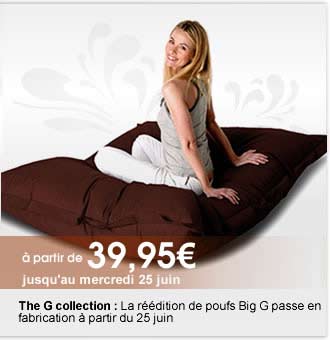 à partir de 39,95€
jusqu'au mercredi 25 juin
The G collection : La réédition de poufs Big G passe en
fabrication à partir du 25 juin